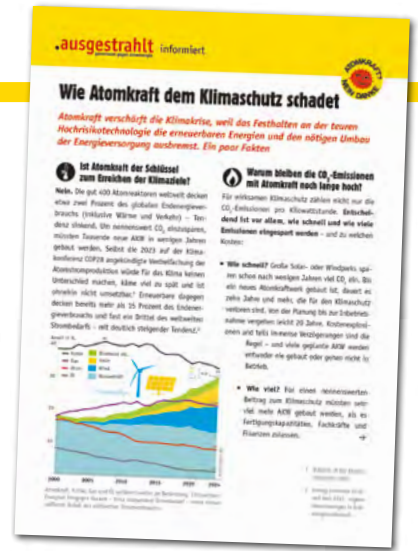 .ausgestrahlt informiert
gemeinsam gegen atomenergie
ATOMKRAFT?
NEIN DANKE
Wie Atomkraft dem Klimaschutz schadet
Atomkraft verschärft die Klimakrise, weil das Festhalten an der teuren
Hochrisikotechnologie die erneuerbaren Energien und den nötigen Umbau
der Energieversorgung ausbremst. Ein paar Fakten
Ist Atomkraft der Schlüssel
zum Erreichen der Klimaziele?
Nein. Die gut 400 Atomreaktoren weltweit decken
etwa zwei Prozent des globalen Endenergiever-
brauchs (inklusive Wärme und Verkehr) – Ten-
denz sinkend. Um nennenswert CO₂ einzusparen,
müssten Tausende neue AKW in wenigen Jahren
gebaut werden. Selbst die 2023 auf der Klima-
konferenz COP28 angekündigte Verdreifachung der
Atomstromproduktion würde für das Klima keinen
Unterschied machen, käme viel zu spät und ist
ohnehin nicht umsetzbar.¹ Erneuerbare dagegen
decken bereits mehr als 15 Prozent des Endener-
gieverbrauchs und fast ein Drittel des weltweiten
Strombedarfs – mit deutlich steigender Tendenz.²
Warum bleiben die CO₂-Emissionen
mit Atomkraft noch lange hoch?
Für wirksamen Klimaschutz zählen nicht nur die
CO₂-Emissionen pro Kilowattstunde. Entschei-
dend ist vor allem, wie schnell und wie viele
Emissionen eingespart werden – und zu welchen
Kosten:
• Wie schnell? Große Solar- oder Windparks spa-
ren schon nach wenigen Jahren viel CO₂ ein. Bis
ein neues Atomkraftwerk gebaut ist, dauert es
zehn Jahre und mehr, die für den Klimaschutz
verloren sind. Von der Planung bis zur Inbetrieb-
nahme vergehen leicht 20 Jahre. Kostenexplosi-
onen und teils immense Verzögerungen sind die
Regel – und viele geplante AKW werden
entweder nie gebaut oder gehen nicht in
Betrieb.
• Wie viel? Für einen nennenswerten
Beitrag zum Klimaschutz müssten sehr
viel mehr AKW gebaut werden, als es
Fertigungskapazitäten, Fachkräfte und
Finanzen zulassen. →
2000 2005 2010 2015 2020